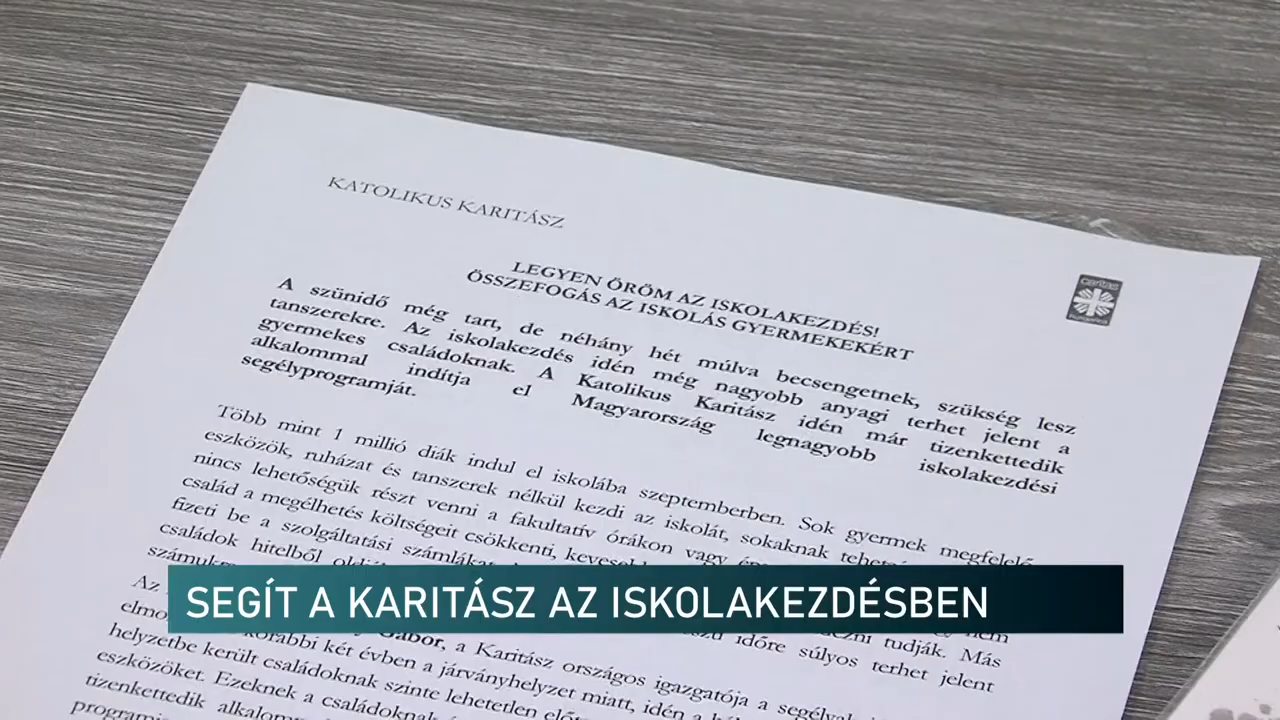 KATOLIKUS KARITÁSZ
caritas
LEGYEN ÖRÖM AZ ISKOLAKEZDÉS!
ÖSSZEFOGÁS AZ ISKOLÁS GYERMEKEKÉRT
A szünidő még tart, de néhány hét múlva becsengetnek, szükség lesz
tanszerekre. Az iskolakezdés idén még nagyobb anyagi terhet jelent a
gyermekes családoknak. A Katolikus Karitász idén már tizenkettedik
alkalommal indítja el Magyarország legnagyobb iskolakezdési
segélyprogramját.
Több mint 1 millió diák indul el iskolába szeptemberben. Sok gyermek megfelelő
eszközök, ruházat és tanszerek nélkül kezdi az iskolát, sokaknak
nincs lehetőségük részt venni a fakultatív órákon vagy
család a megélhetés költségeit csökkenti,
fizeti be a szolgáltatási
családok hitelből
tudják. Más
időre súlyos terhet jelent
Az
Gábor, a Karitász országos igazgatója a
korábbi két évben a járványhelyzet miatt, idén a
helyzetbe került családoknak szinte lehetetlen
eszközöket. Ezeknek a családoknak
tizenkettedik
SEGÍT A KARITÁSZ AZ ISKOLAKEZDÉSBEN